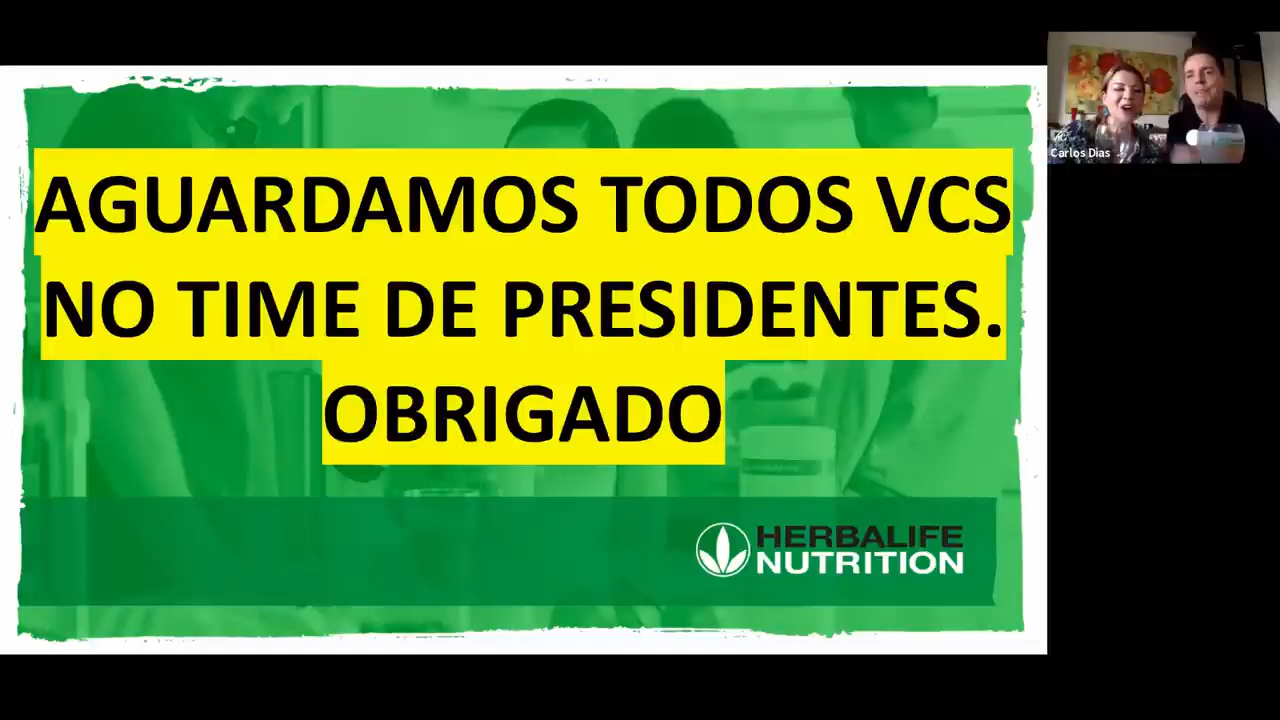 AGUARDAMOS TODOS VCS
NO TIME DE PRESIDENTES.
OBRIGADO
HERBALIFE
NUTRITION
Carlos Dias